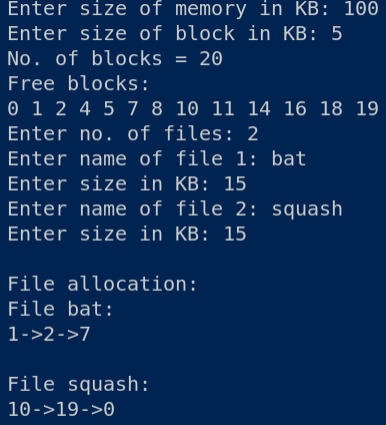 Enter size of memory in KB: 100
Enter size of block in KB: 5
No. of blocks = 20
Free blocks:
0 1 2 4 5 7 8 10 11 14 16 18 19
Enter no. of files: 2
Enter name of file 1: bat
Enter size in KB: 15
Enter name of file 2: squash
Enter size in KB: 15
File allocation:
File bat:
1->2->7
File squash:
10->19->0